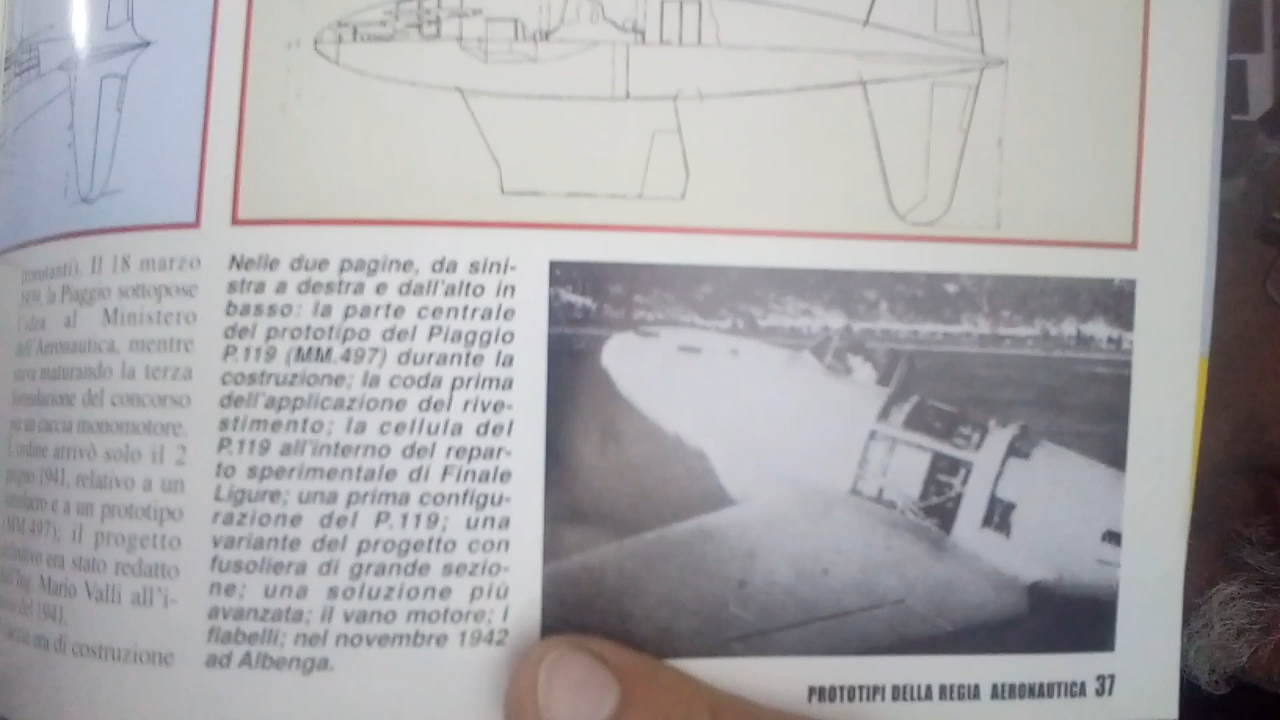 Il 18 marzo
la Piaggio sottopose
al Ministero
dell'Aeronautica, mentre
maturando la terza
del concorso
caccia monomotore.
arrivò solo il 2
1941, relativo a un
e a un prototipo
(MM.497); il progetto
era stato redatto
Mario Valli all'i-
del 1941.
di costruzione
Nelle due pagine, da sini-
stra a destra e dall'alto in
basso: la parte centrale
del prototipo del Piaggio
P.119 (MM.497) durante la
costruzione; la coda prima
dell'applicazione del rive-
stimento; la cellula del
P.119 all'interno del repar-
to sperimentale di Finale
Ligure; una prima configu-
razione del P.119; una
variante del progetto con
fusoliera di grande sezio-
ne; una soluzione più
avanzata; il vano motore; i
flabelli; nel novembre 1942
ad Albenga.
PROTOTIPI DELLA REGIA AERONAUTICA 37